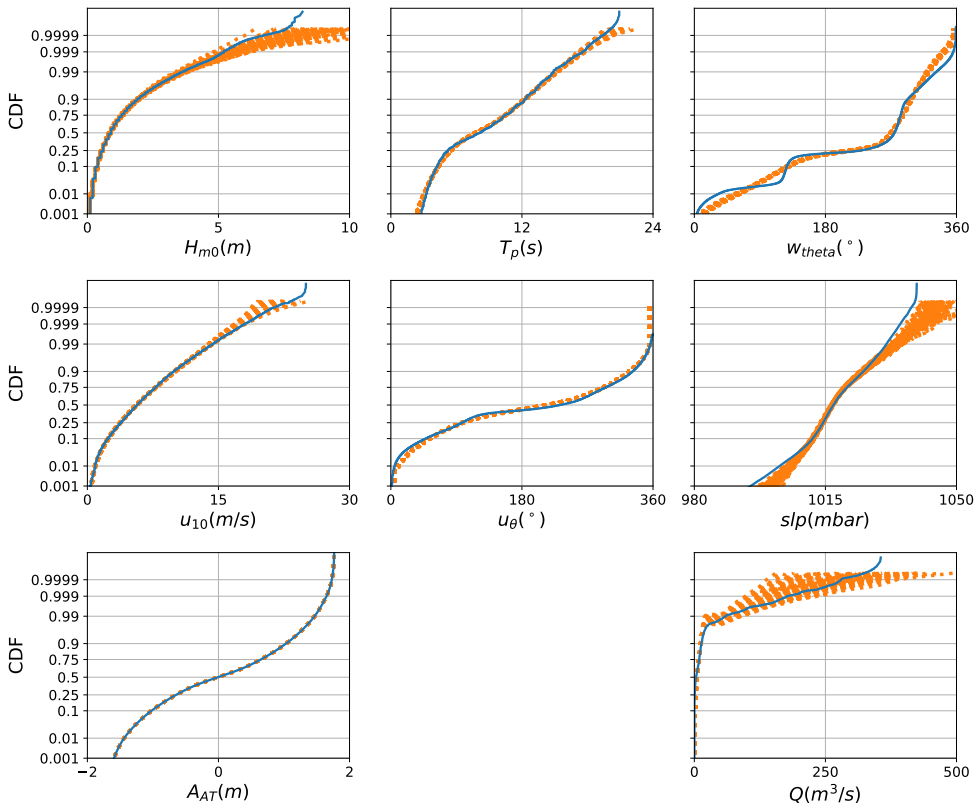 CDF
0.9999
0.999
0.99
0.9
0.75
0.5
0.25
0.1
0.01
0.001
0 5 10
H_{m0}(m)
0 12 24
T_p(s)
0 180 360
w_{theta}(°)
CDF
0.9999
0.999
0.99
0.9
0.75
0.5
0.25
0.1
0.01
0.001
0 15 30
u_{10}(m/s)
0 180 360
u_θ(°)
980 1015 1050
slp(mbar)
CDF
0.9999
0.999
0.99
0.9
0.75
0.5
0.25
0.1
0.01
0.001
−2 0 2
A_{AT}(m)
0 250 500
Q(m³/s)